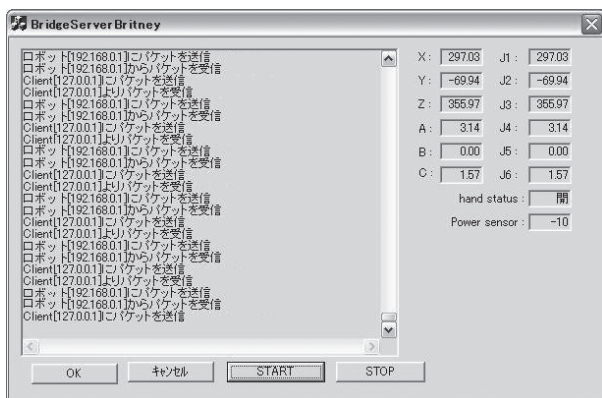 BridgeServerBritney
ロボット[192.168.0.1]にパケットを送信
ロボット[192.168.0.1]からパケットを受信
Client[127.0.0.1]にパケットを送信
Client[127.0.0.1]よりパケットを受信
ロボット[192.168.0.1]にパケットを送信
ロボット[192.168.0.1]からパケットを受信
Client[127.0.0.1]にパケットを送信
Client[127.0.0.1]よりパケットを受信
ロボット[192.168.0.1]にパケットを送信
ロボット[192.168.0.1]からパケットを受信
Client[127.0.0.1]にパケットを送信
Client[127.0.0.1]よりパケットを受信
ロボット[192.168.0.1]にパケットを送信
ロボット[192.168.0.1]からパケットを受信
Client[127.0.0.1]にパケットを送信
Client[127.0.0.1]よりパケットを受信
ロボット[192.168.0.1]にパケットを送信
ロボット[192.168.0.1]からパケットを受信
Client[127.0.0.1]にパケットを送信
Client[127.0.0.1]よりパケットを受信
ロボット[192.168.0.1]にパケットを送信
ロボット[192.168.0.1]からパケットを受信
Client[127.0.0.1]にパケットを送信
X : 297.03 J1 : 297.03
Y : -69.94 J2 : -69.94
Z : 355.97 J3 : 355.97
A : 3.14 J4 : 3.14
B : 0.00 J5 : 0.00
C : 1.57 J6 : 1.57
hand status : 開
Power sensor : -10
OK キャンセル START STOP